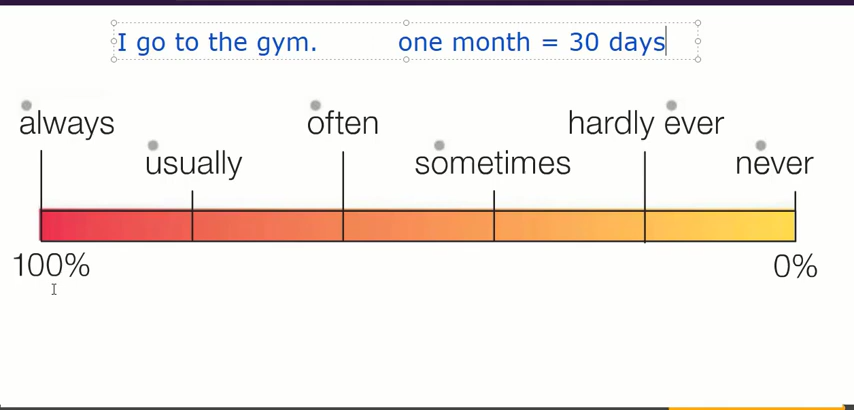 I go to the gym. one month = 30 days
always often hardly ever
usually sometimes never
100% 0%